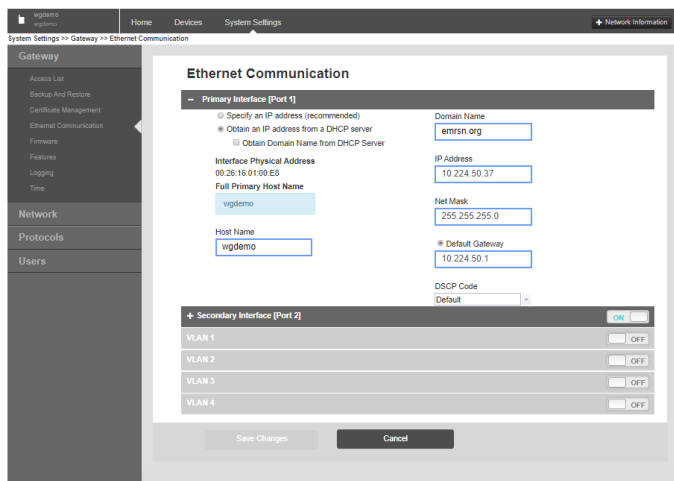 wgdemo
wgdemo
Home Devices System Settings
+ Network Information
System Settings >> Gateway >> Ethernet Communication
Gateway
Access List
Backup And Restore
Certificate Management
Ethernet Communication
Firmware
Features
Logging
Time
Network
Protocols
Users
Ethernet Communication
− Primary Interface [Port 1]
Specify an IP address (recommended)
Obtain an IP address from a DHCP server
Obtain Domain Name from DHCP Server
Interface Physical Address
00:26:16:01:00:E8
Full Primary Host Name
wgdemo
Host Name
wgdemo
Domain Name
emrsn.org
IP Address
10.224.50.37
Net Mask
255.255.255.0
Default Gateway
10.224.50.1
DSCP Code
Default
+ Secondary Interface [Port 2] ON
VLAN 1 OFF
VLAN 2 OFF
VLAN 3 OFF
VLAN 4 OFF
Save Changes Cancel